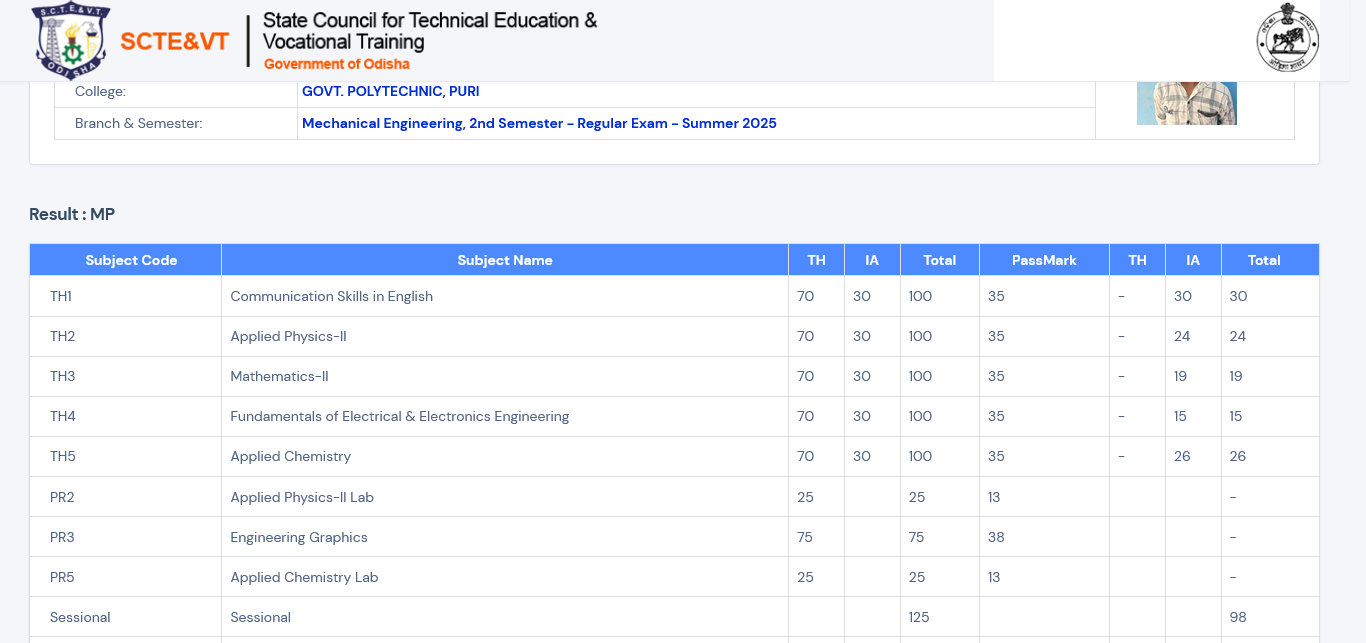 S.C.T.E.& V.T.
ODISHA
SCTE&VT
State Council for Technical Education &
Vocational Training
Government of Odisha
College: GOVT. POLYTECHNIC, PURI
Branch & Semester: Mechanical Engineering, 2nd Semester - Regular Exam - Summer 2025
Result : MP
Subject Code Subject Name TH IA Total PassMark TH IA Total
TH1 Communication Skills in English 70 30 100 35 - 30 30
TH2 Applied Physics-II 70 30 100 35 - 24 24
TH3 Mathematics-II 70 30 100 35 - 19 19
TH4 Fundamentals of Electrical & Electronics Engineering 70 30 100 35 - 15 15
TH5 Applied Chemistry 70 30 100 35 - 26 26
PR2 Applied Physics-II Lab 25 25 13 -
PR3 Engineering Graphics 75 75 38 -
PR5 Applied Chemistry Lab 25 25 13 -
Sessional Sessional 125 98